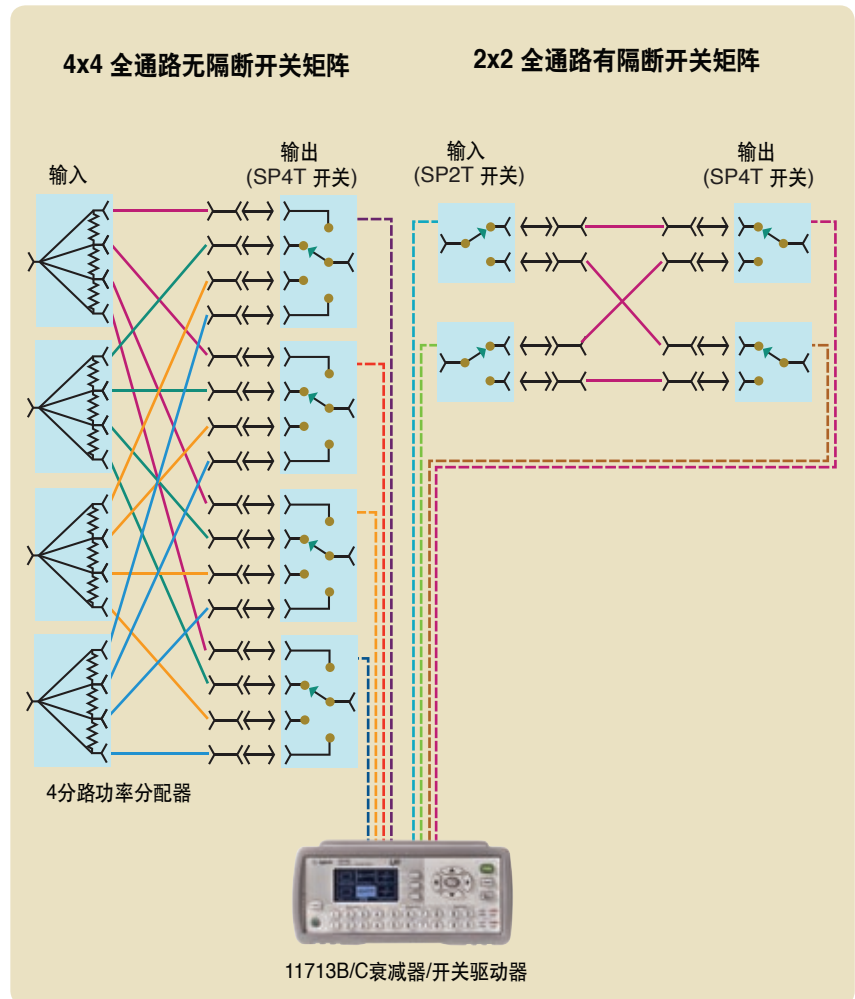 4x4 全通路无隔断开关矩阵
2x2 全通路有隔断开关矩阵
输入
输出
(SP4T 开关)
输入
(SP2T 开关)
输出
(SP4T 开关)
4分路功率分配器
11713B/C衰减器/开关驱动器